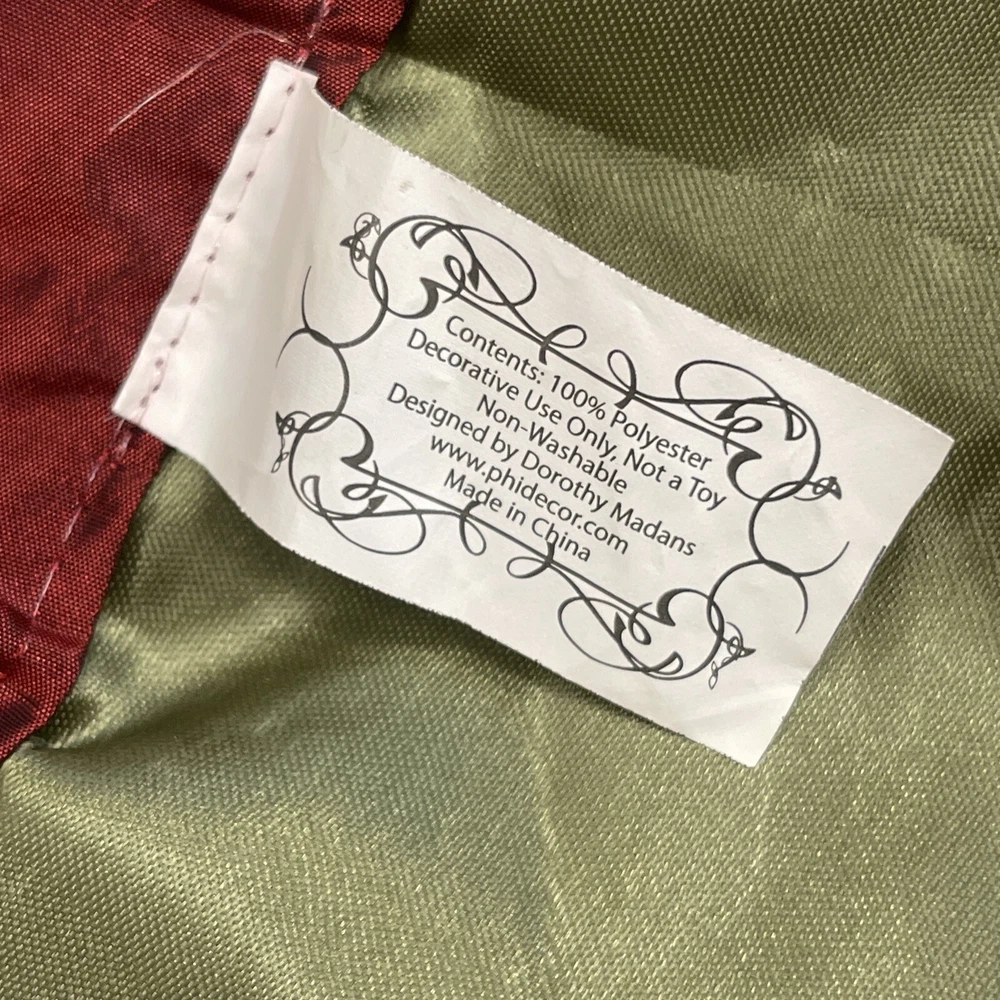 Contents: 100% Polyester
Decorative Use Only, Not a Toy
Non-Washable
Designed by Dorothy Madans
www.phidecor.com
Made in China